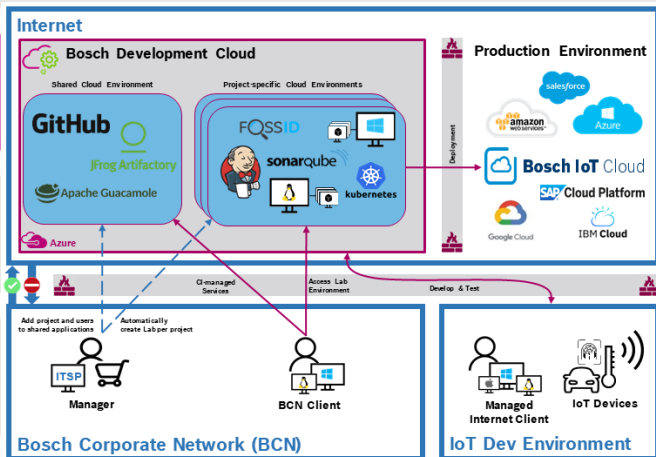 Internet
Bosch Development Cloud
Shared Cloud Environment
Project-specific Cloud Environments
GitHub
JFrog Artifactory
Apache Guacamole
FOSSID
sonarqube
kubernetes
Azure
Deployment
Production Environment
salesforce
amazon
web services™
Azure
Bosch IoT Cloud
SAP Cloud Platform
Google Cloud
IBM Cloud
CI-managed
Services
Access Lab
Environment
Develop & Test
Add project and users
to shared applications
Automatically
create Lab per project
ITSP
Manager
BCN Client
Managed
Internet Client
IoT Devices
Bosch Corporate Network (BCN)
IoT Dev Environment